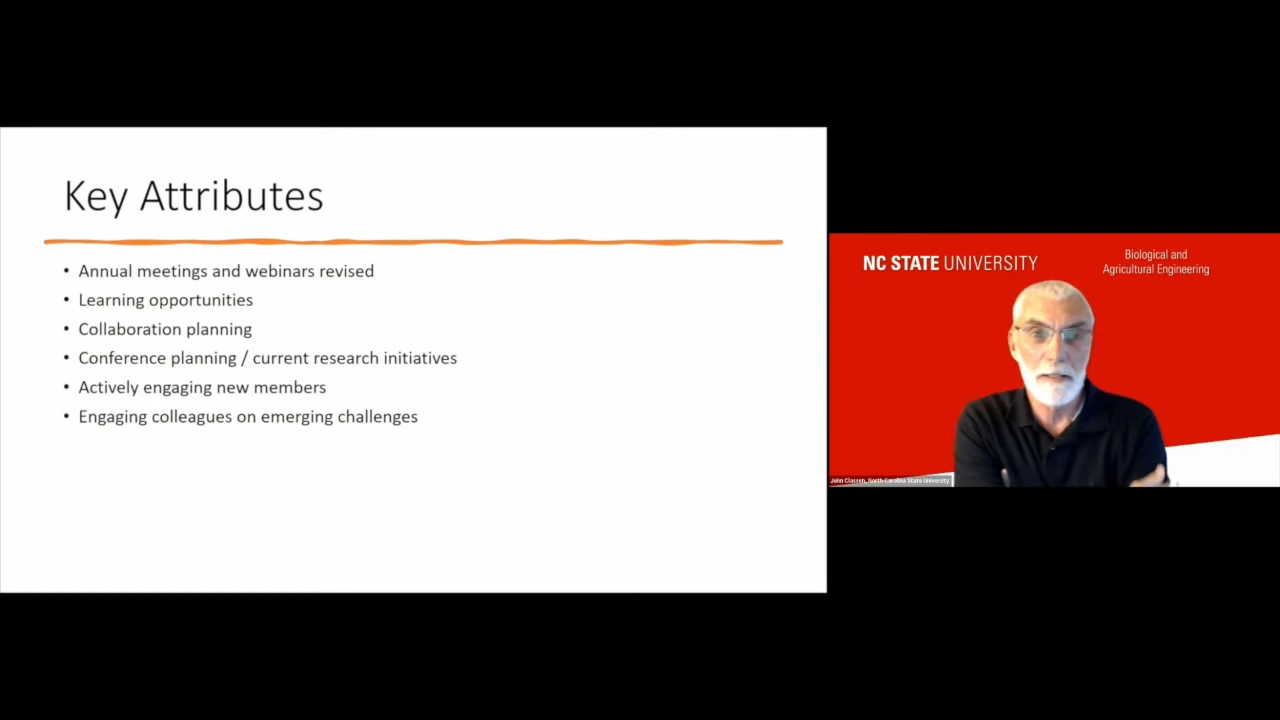 Key Attributes
• Annual meetings and webinars revised
• Learning opportunities
• Collaboration planning
• Conference planning / current research initiatives
• Actively engaging new members
• Engaging colleagues on emerging challenges
NC STATE UNIVERSITY
Biological and
Agricultural Engineering
John Classen, North Carolina State University